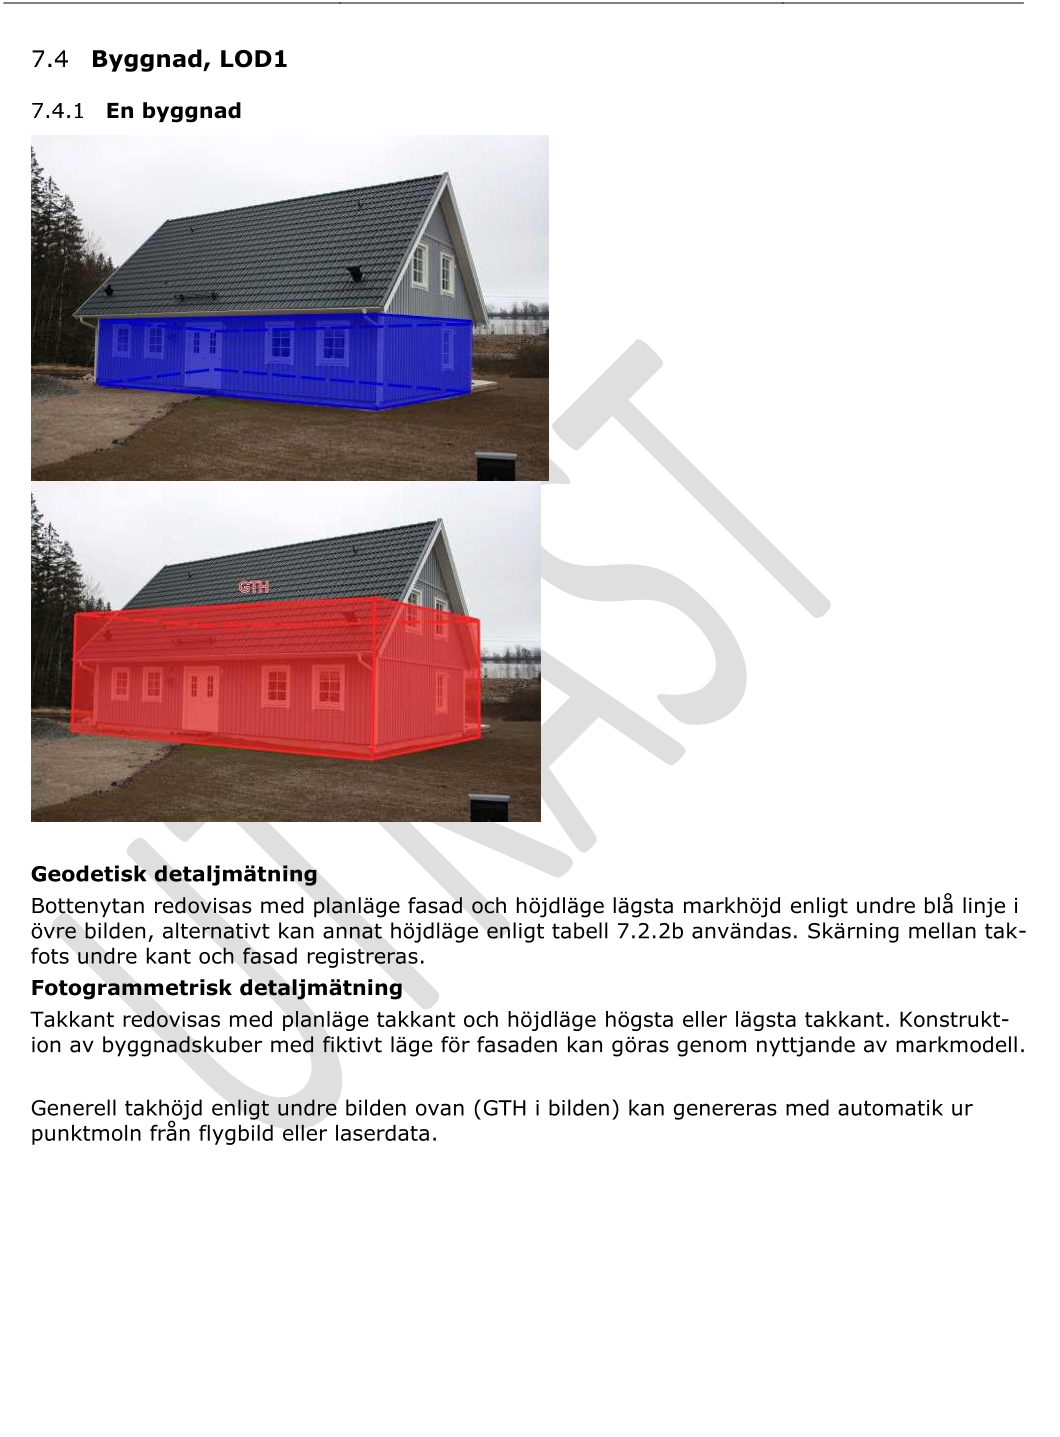 7.4 Byggnad, LOD1
7.4.1 En byggnad
GTH
UTKAST
Geodetisk detaljmätning
Bottenytan redovisas med planläge fasad och höjdläge lägsta markhöjd enligt undre blå linje i
övre bilden, alternativt kan annat höjdläge enligt tabell 7.2.2b användas. Skärning mellan tak-
fots undre kant och fasad registreras.
Fotogrammetrisk detaljmätning
Takkant redovisas med planläge takkant och höjdläge högsta eller lägsta takkant. Konstrukt-
ion av byggnadskuber med fiktivt läge för fasaden kan göras genom nyttjande av markmodell.
Generell takhöjd enligt undre bilden ovan (GTH i bilden) kan genereras med automatik ur
punktmoln från flygbild eller laserdata.